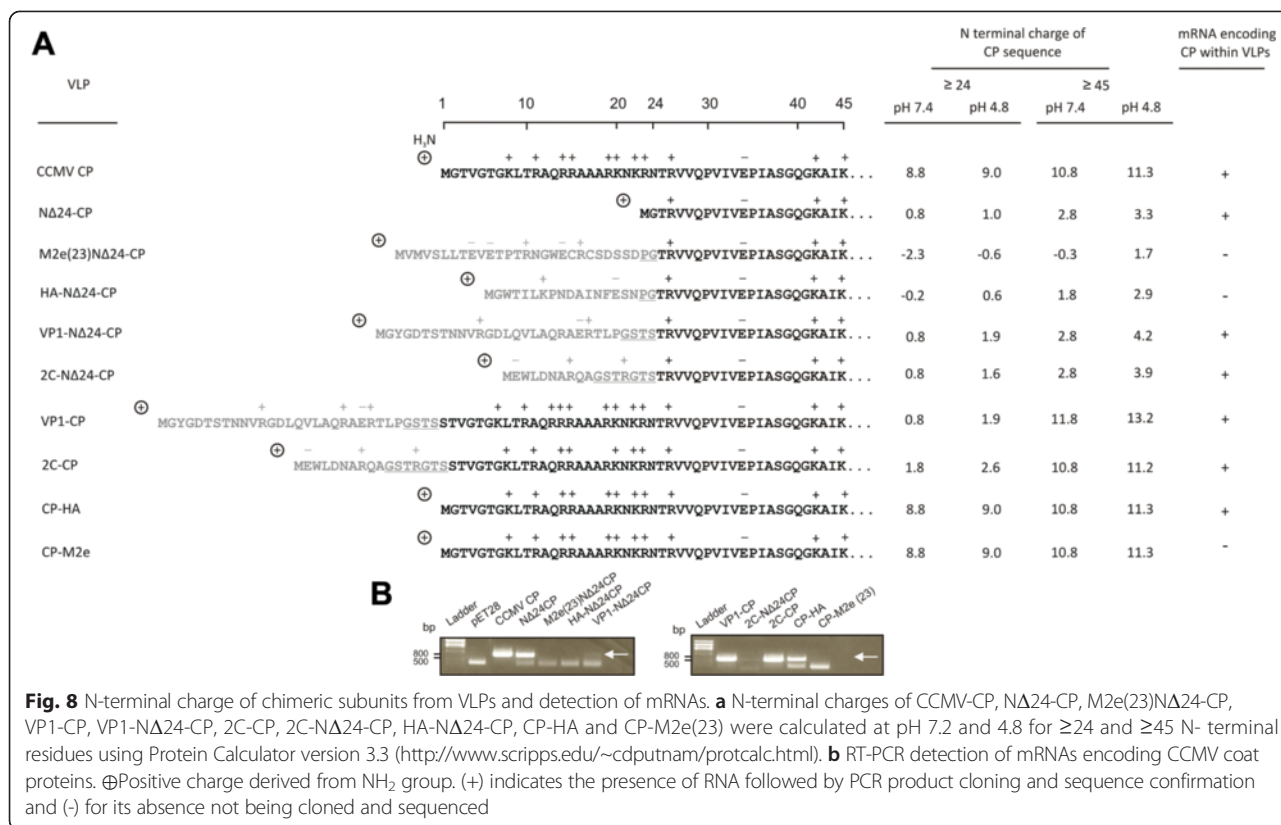 A
N terminal charge of
CP sequence
mRNA encoding
CP within VLPs
VLP
≥ 24
≥ 45
pH 7.4 pH 4.8 pH 7.4 pH 4.8
1 10 20 24 30 40 45
H₃N
⊕ + + ++ ++ ++ + − + +
CCMV CP MGTVGTGKLTRAQRRAAARKNKRNTRVVQPVIVEPIASGQGKAIK... 8.8 9.0 10.8 11.3 +
⊕ + − + +
NΔ24-CP MGTRVVQPVIVEPIASGQGKAIK... 0.8 1.0 2.8 3.3 +
⊕ − − + − + + − + +
M2e(23)NΔ24-CP MVMVSLLTEVETPTRNGWECRCSDSSDPGTRVVQPVIVEPIASGQGKAIK... -2.3 -0.6 -0.3 1.7 -
⊕ + − + − + +
HA-NΔ24-CP MGWTILKPNDAINFESNPGTRVVQPVIVEPIASGQGKAIK... -0.2 0.6 1.8 2.9 -
⊕ + −+ + − + +
VP1-NΔ24-CP MGYGDTSTNNVRGDLQVLAQRAERTLPGSTSTRVVQPVIVEPIASGQGKAIK... 0.8 1.9 2.8 4.2 +
⊕ − + + + − + +
2C-NΔ24-CP MEWLDNARQAGSTRGTSTRVVQPVIVEPIASGQGKAIK... 0.8 1.6 2.8 3.9 +
⊕ + + −+ + + +++ ++ ++ + − + +
VP1-CP MGYGDTSTNNVRGDLQVLAQRAERTLPGSTSSTVGTGKLTRAQRRAAARKNKRNTRVVQPVIVEPIASGQGKAIK... 0.8 1.9 11.8 13.2 +
⊕ − + + + + ++ ++ ++ + − + +
2C-CP MEWLDNARQAGSTRGTSSTVGTGKLTRAQRRAAARKNKRNTRVVQPVIVEPIASGQGKAIK... 1.8 2.6 10.8 11.2 +
⊕ + + ++ ++ ++ + − + +
CP-HA MGTVGTGKLTRAQRRAAARKNKRNTRVVQPVIVEPIASGQGKAIK... 8.8 9.0 10.8 11.3 +
⊕ + + ++ ++ ++ + − + +
CP-M2e MGTVGTGKLTRAQRRAAARKNKRNTRVVQPVIVEPIASGQGKAIK... 8.8 9.0 10.8 11.3 -
B
Ladder pET28 CCMV CP NΔ24CP M2e(23)NΔ24CP HA-NΔ24CP VP1-NΔ24CP
bp
800
500
Ladder VP1-CP 2C-NΔ24CP 2C-CP CP-HA CP-M2e (23)
bp
800
500
Fig. 8 N-terminal charge of chimeric subunits from VLPs and detection of mRNAs. a N-terminal charges of CCMV-CP, NΔ24-CP, M2e(23)NΔ24-CP,
VP1-CP, VP1-NΔ24-CP, 2C-CP, 2C-NΔ24-CP, HA-NΔ24-CP, CP-HA and CP-M2e(23) were calculated at pH 7.2 and 4.8 for ≥24 and ≥45 N- terminal
residues using Protein Calculator version 3.3 (http://www.scripps.edu/~cdputnam/protcalc.html). b RT-PCR detection of mRNAs encoding CCMV coat
proteins. ⊕Positive charge derived from NH₂ group. (+) indicates the presence of RNA followed by PCR product cloning and sequence confirmation
and (-) for its absence not being cloned and sequenced